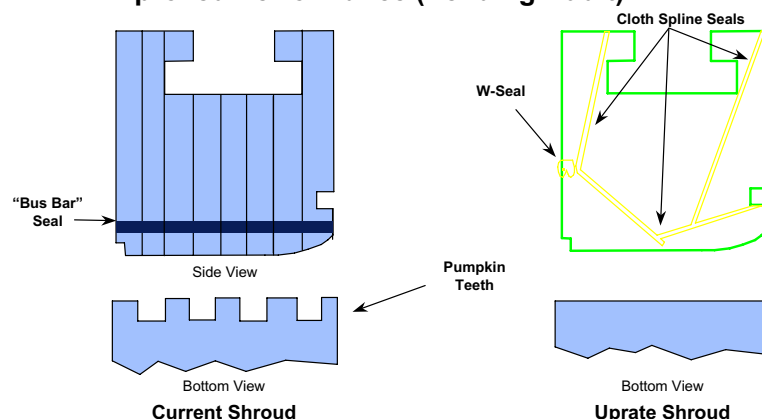 Cloth Spline Seals
W-Seal
“Bus Bar”
Seal
Side View
Pumpkin
Teeth
Bottom View
Bottom View
Current Shroud
Uprate Shroud